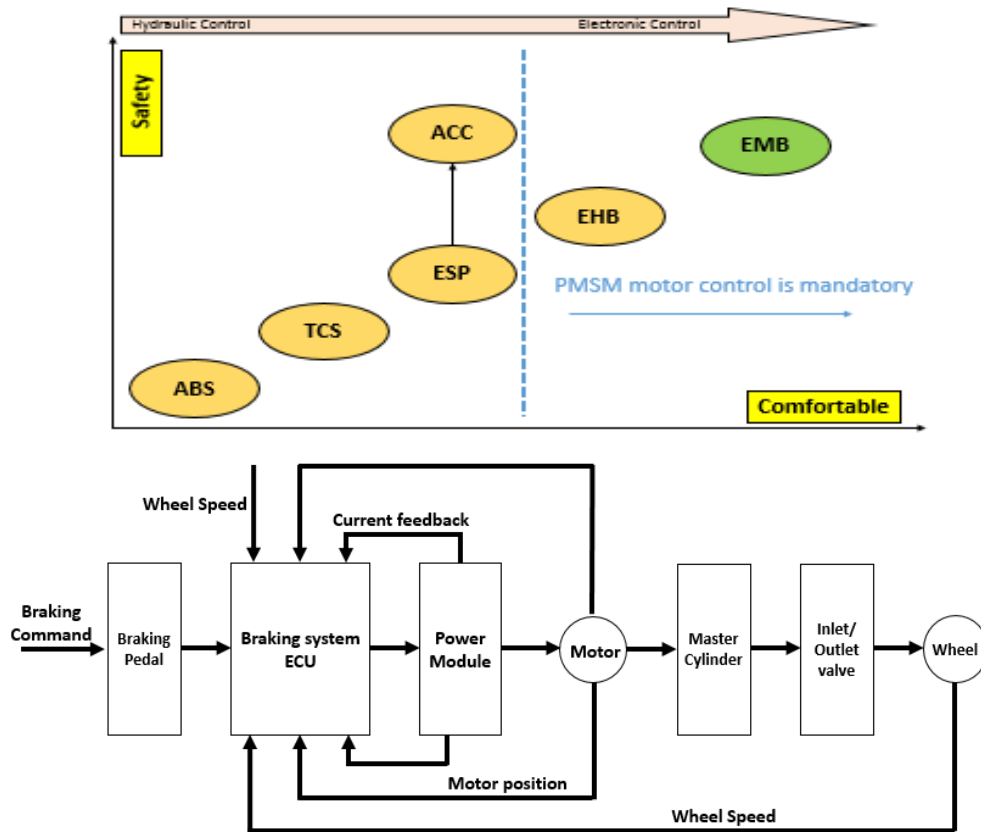 Hydraulic Control
Electronic Control
Safety
ACC
EMB
EHB
ESP
PMSM motor control is mandatory
TCS
ABS
Comfortable
Wheel Speed
Current feedback
Braking
Command
Braking
Pedal
Braking system
ECU
Power
Module
Motor
Master
Cylinder
Inlet/
Outlet
valve
Wheel
Motor position
Wheel Speed